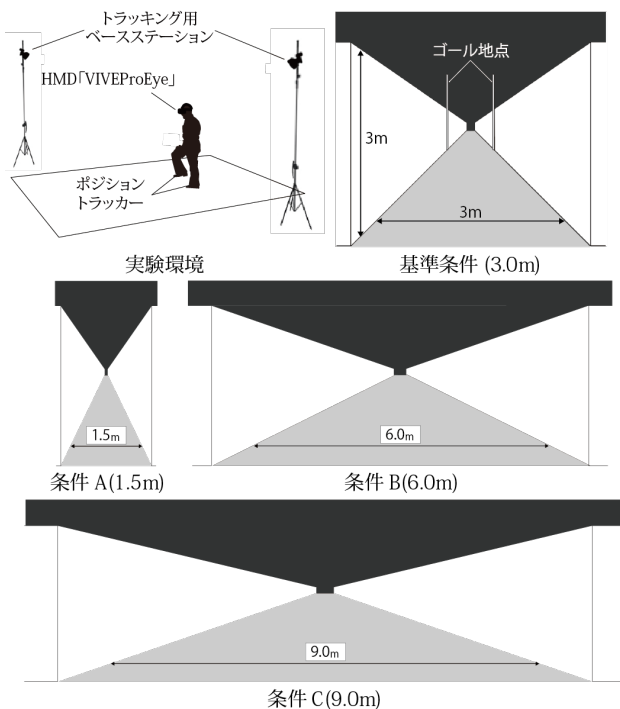 トラッキング用
ベースステーション
HMD「VIVEProEye」
ポジション
トラッカー
実験環境
ゴール地点
3m
3m
基準条件 (3.0m)
1.5m
条件 A(1.5m)
6.0m
条件 B(6.0m)
9.0m
条件 C(9.0m)